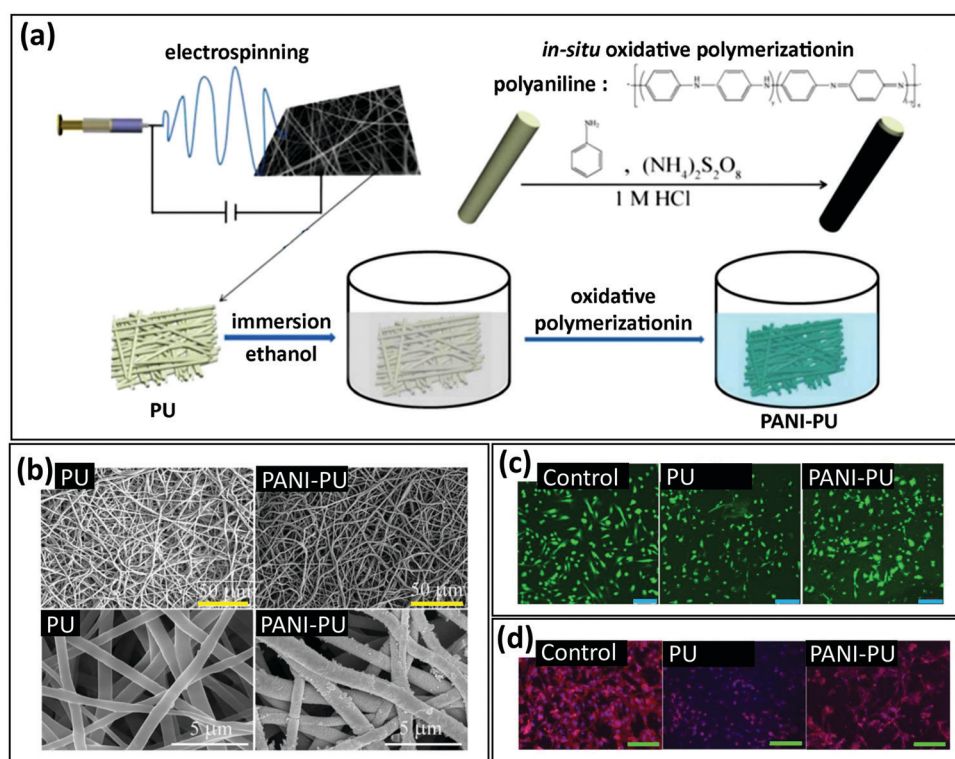 (a)
electrospinning
in-situ oxidative polymerizationin
polyaniline :
NH₂
, (NH₄)₂S₂O₈
1 M HCl
immersion
ethanol
oxidative
polymerizationin
PU
PANI-PU
(b)
PU
PANI-PU
50 µm
50 µm
PU
PANI-PU
5 µm
5 µm
(c)
Control
PU
PANI-PU
(d)
Control
PU
PANI-PU